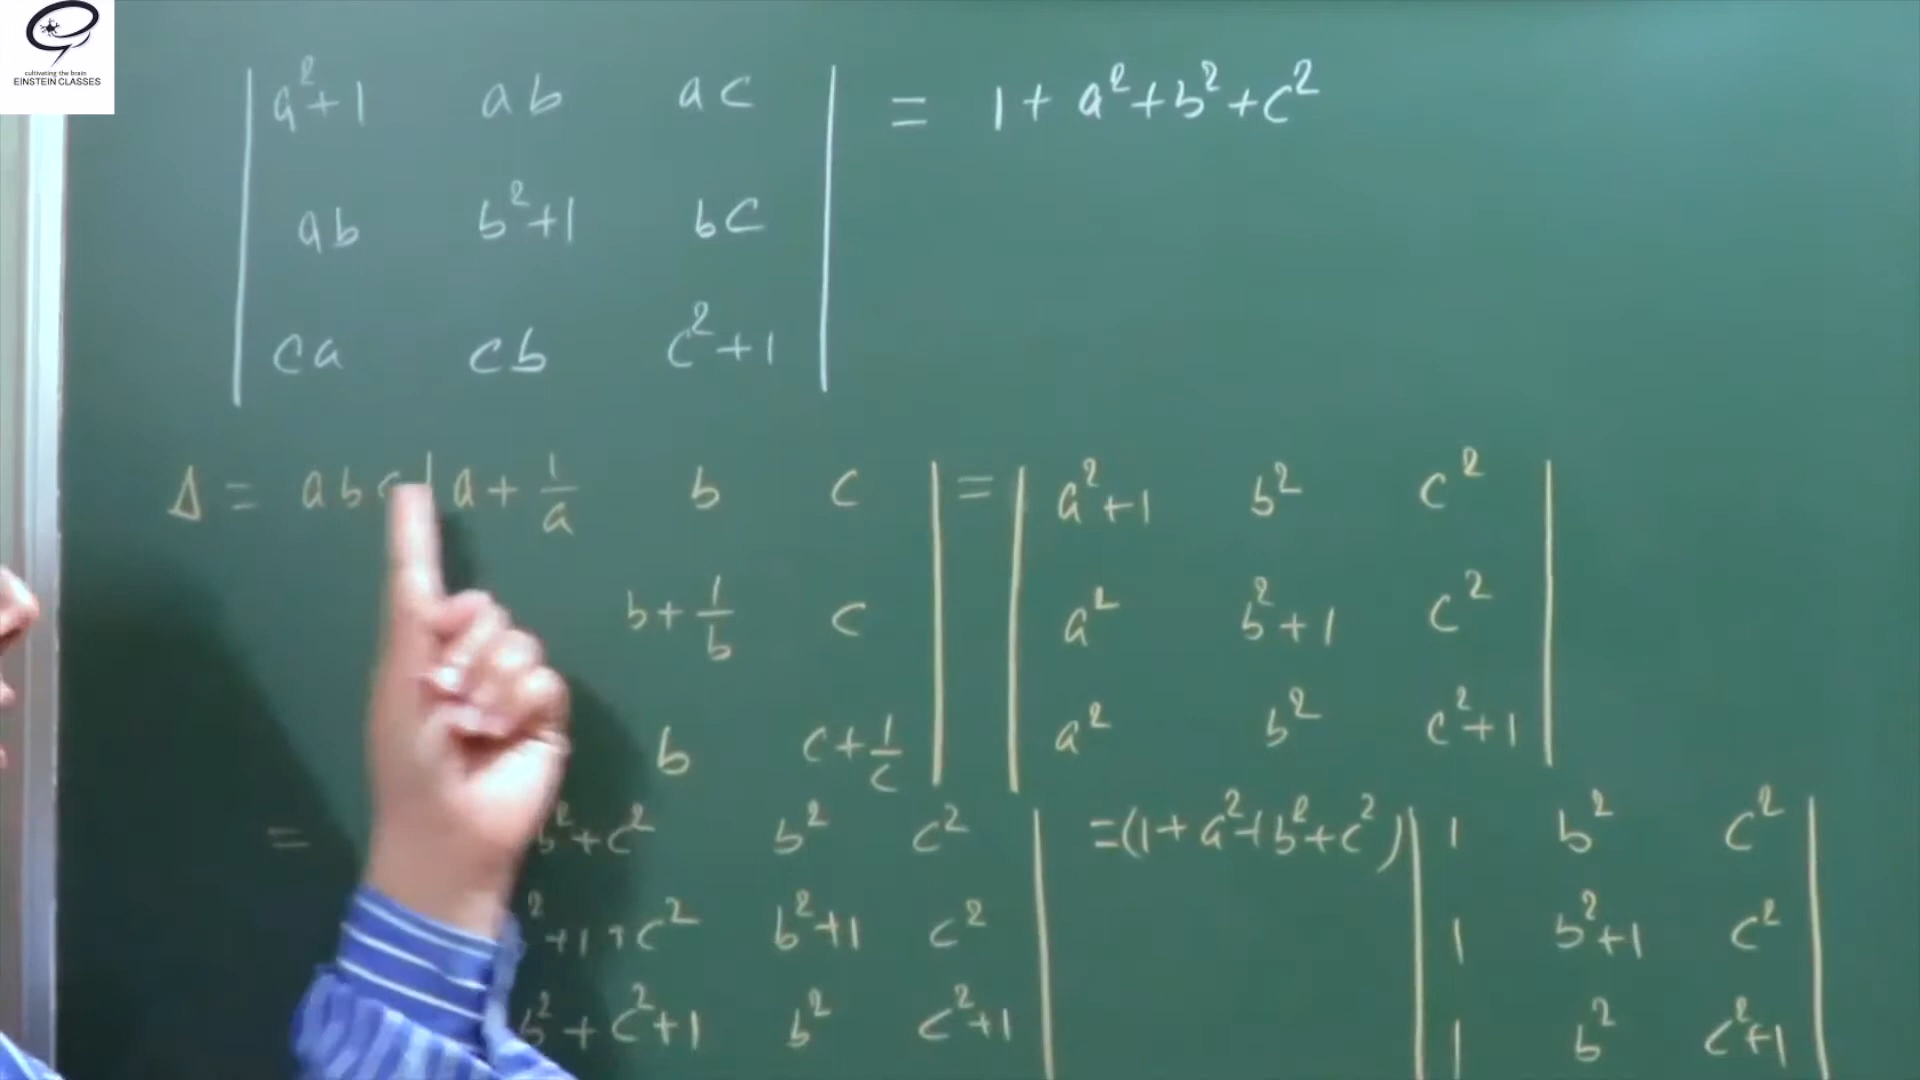 cultivating the brain
EINSTEIN CLASSES
| a²+1 ab ac | = 1 + a² + b² + c²
| ab b²+1 bc |
| ca cb c²+1 |
Δ = abc | a + 1/a b c | = | a²+1 b² c² |
b + 1/b c | | a² b²+1 c² |
b c + 1/c | | a² b² c²+1 |
= b²+c² b² c² | = (1 + a² + b² + c²) | 1 b² c² |
² +1+c² b²+1 c² | | 1 b²+1 c² |
b² + c²+1 b² c²+1 | | 1 b² c²+1 |